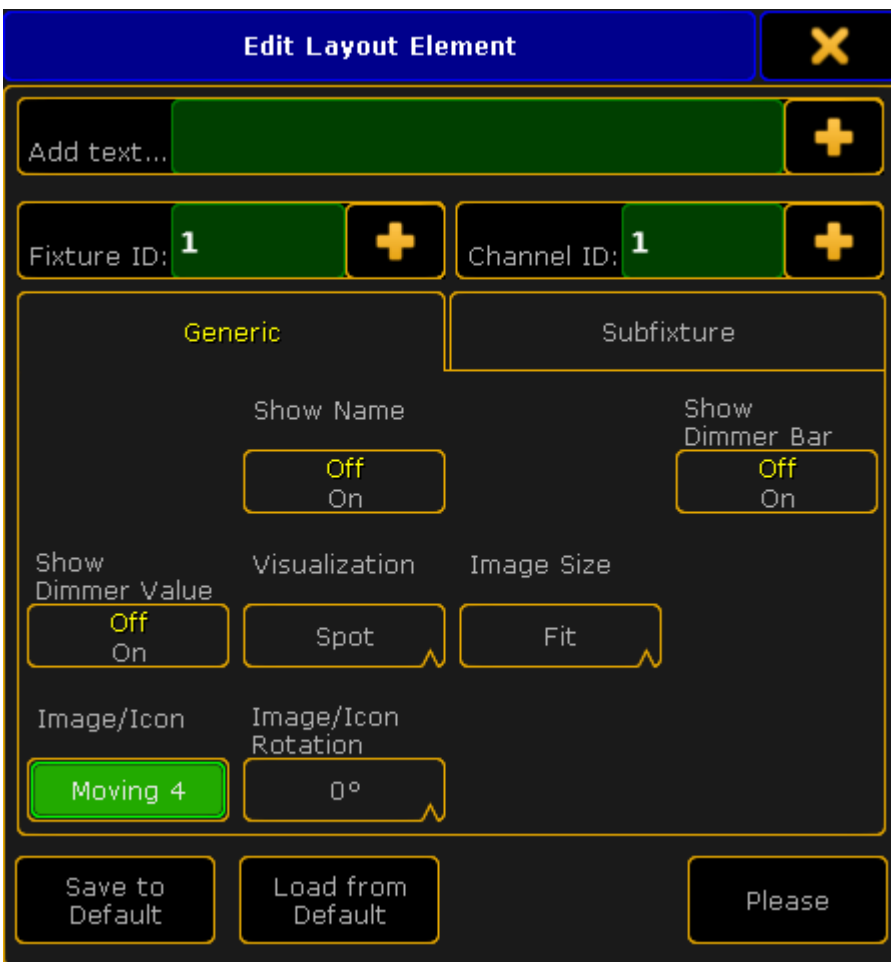 Edit Layout Element
Add text...
Fixture ID: 1
Channel ID: 1
Generic
Subfixture
Show Name
Off
On
Show
Dimmer Bar
Off
On
Show
Dimmer Value
Off
On
Visualization
Spot
Image Size
Fit
Image/Icon
Moving 4
Image/Icon
Rotation
0°
Save to
Default
Load from
Default
Please